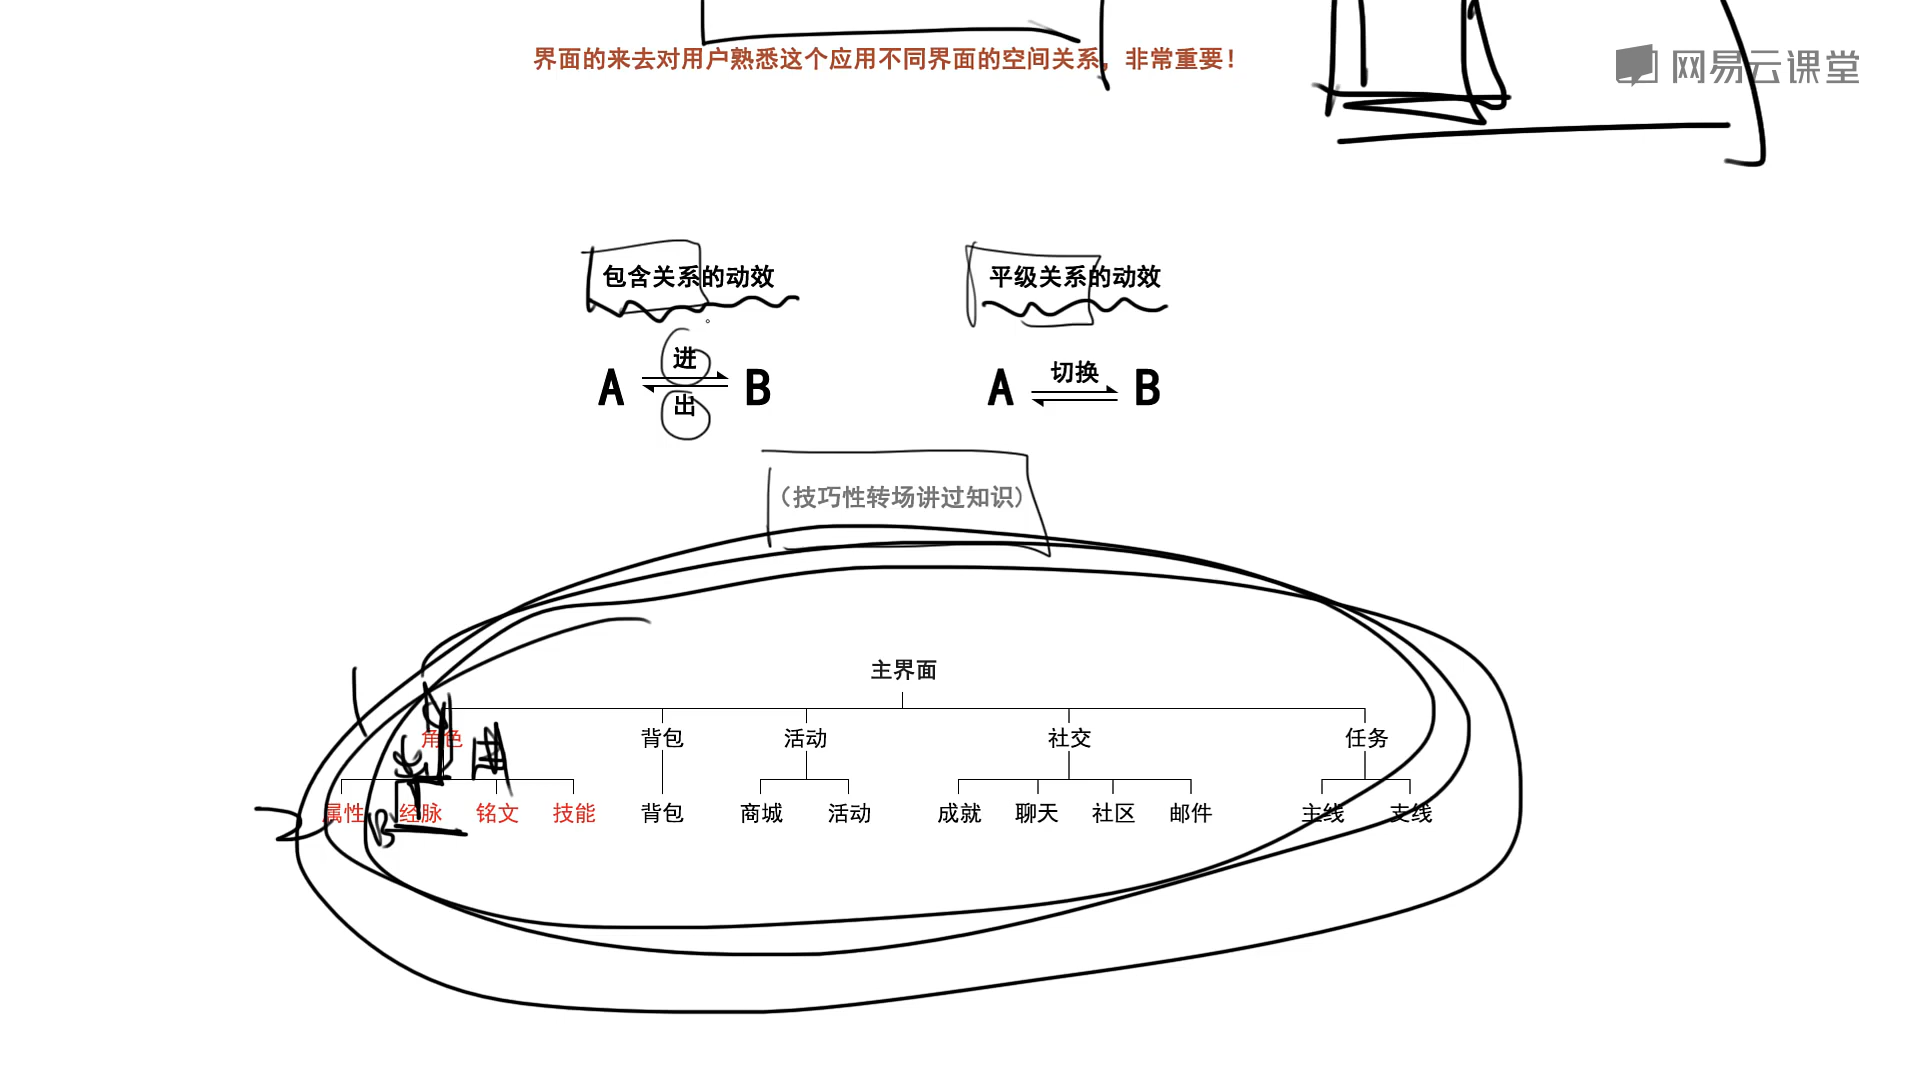 界面的来去对用户熟悉这个应用不同界面的空间关系，非常重要！
网易云课堂
包含关系的动效
平级关系的动效
进
A B
出
切换
A B
（技巧性转场讲过知识）
主界面
角色 背包 活动 社交 任务
属性 经脉 铭文 技能 背包 商城 活动 成就 聊天 社区 邮件 主线 支线